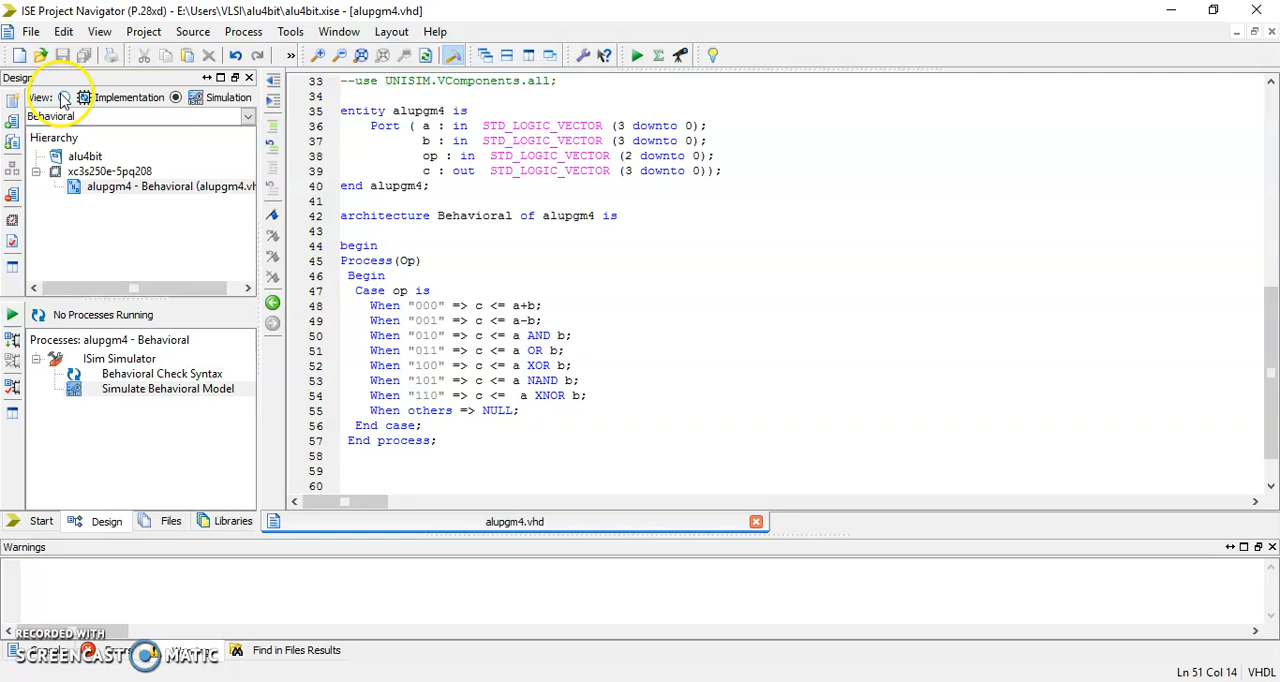 ISE Project Navigator (P.28xd) - E:\Users\VLSI\alu4bit\alu4bit.xise - [alupgm4.vhd]
File Edit View Project Source Process Tools Window Layout Help
Design
View: Implementation Simulation
Behavioral
Hierarchy
alu4bit
xc3s250e-5pq208
alupgm4 - Behavioral (alupgm4.vh
No Processes Running
Processes: alupgm4 - Behavioral
ISim Simulator
Behavioral Check Syntax
Simulate Behavioral Model
Start Design Files Libraries
33 --use UNISIM.VComponents.all;
34
35 entity alupgm4 is
36 Port ( a : in STD_LOGIC_VECTOR (3 downto 0);
37 b : in STD_LOGIC_VECTOR (3 downto 0);
38 op : in STD_LOGIC_VECTOR (2 downto 0);
39 c : out STD_LOGIC_VECTOR (3 downto 0));
40 end alupgm4;
41
42 architecture Behavioral of alupgm4 is
43
44 begin
45 Process(Op)
46 Begin
47 Case op is
48 When "000" => c <= a+b;
49 When "001" => c <= a-b;
50 When "010" => c <= a AND b;
51 When "011" => c <= a OR b;
52 When "100" => c <= a XOR b;
53 When "101" => c <= a NAND b;
54 When "110" => c <= a XNOR b;
55 When others => NULL;
56 End case;
57 End process;
58
59
60
alupgm4.vhd
Warnings
RECORDED WITH
SCREENCAST MATIC
Find in Files Results
Ln 51 Col 14 VHDL